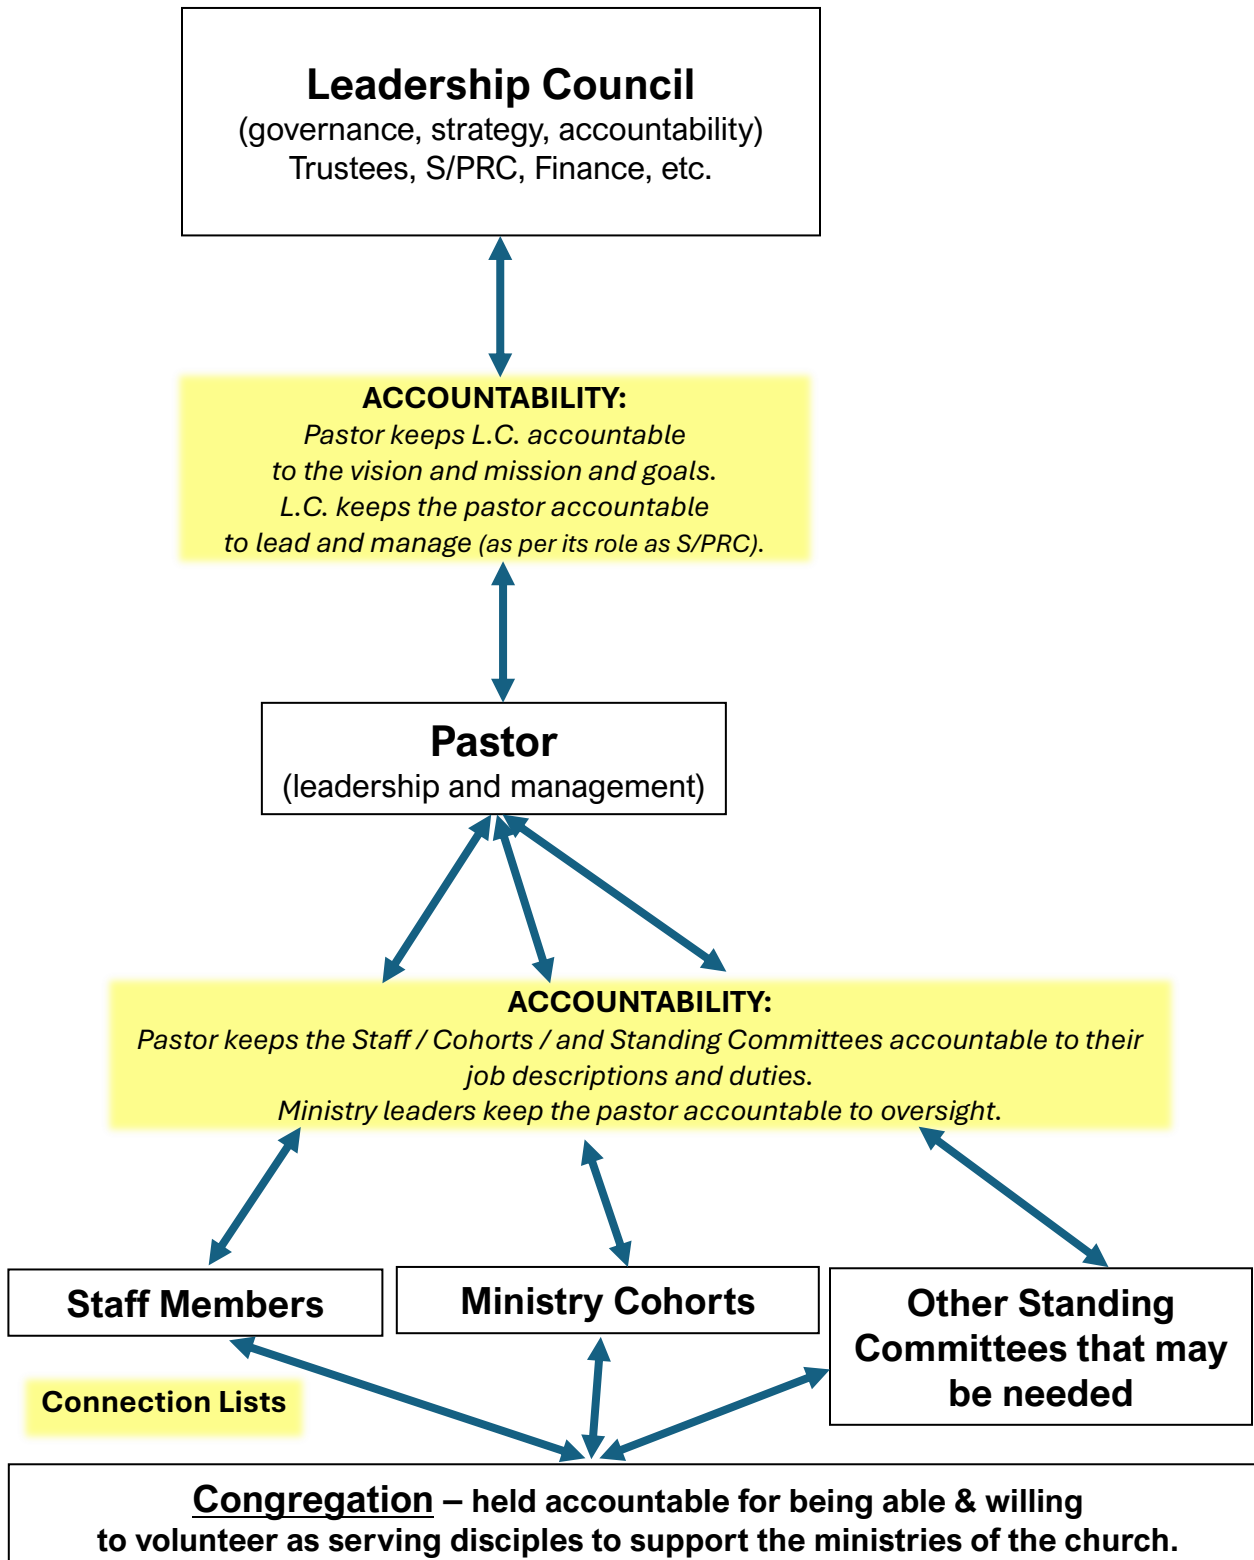 Leadership Council
(governance, strategy, accountability)
Trustees, S/PRC, Finance, etc.
ACCOUNTABILITY:
Pastor keeps L.C. accountable
to the vision and mission and goals.
L.C. keeps the pastor accountable
to lead and manage (as per its role as S/PRC).
Pastor
(leadership and management)
ACCOUNTABILITY:
Pastor keeps the Staff / Cohorts / and Standing Committees accountable to their
job descriptions and duties.
Ministry leaders keep the pastor accountable to oversight.
Staff Members
Ministry Cohorts
Other Standing
Committees that may
be needed
Connection Lists
Congregation – held accountable for being able & willing
to volunteer as serving disciples to support the ministries of the church.